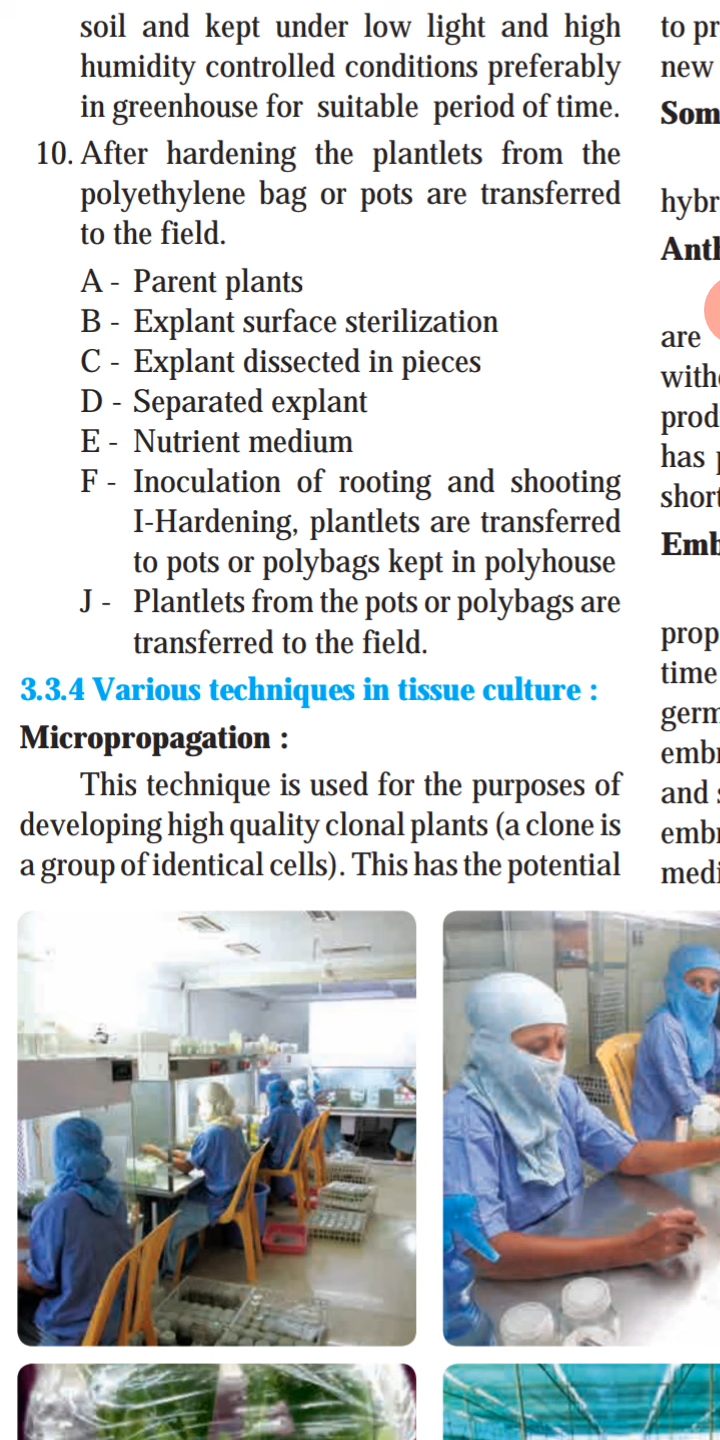 soil and kept under low light and high
humidity controlled conditions preferably
in greenhouse for suitable period of time.
10. After hardening the plantlets from the
polyethylene bag or pots are transferred
to the field.
A - Parent plants
B - Explant surface sterilization
C - Explant dissected in pieces
D - Separated explant
E - Nutrient medium
F - Inoculation of rooting and shooting
I-Hardening, plantlets are transferred
to pots or polybags kept in polyhouse
J - Plantlets from the pots or polybags are
transferred to the field.
3.3.4 Various techniques in tissue culture :
Micropropagation :
This technique is used for the purposes of
developing high quality clonal plants (a clone is
a group of identical cells). This has the potential
to pr
new
Som
hybr
Anth
are
witho
prod
has p
short
Emb
prop
time
germ
embr
and s
embr
medi